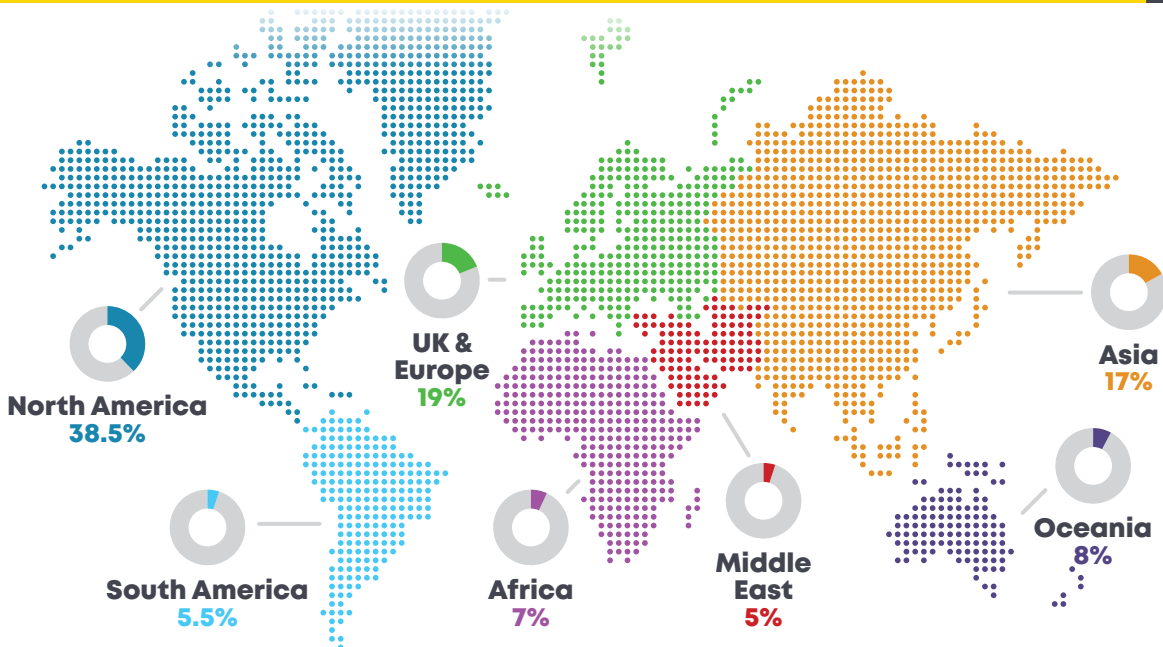 North America
38.5%
UK &
Europe
19%
Asia
17%
South America
5.5%
Africa
7%
Middle
East
5%
Oceania
8%